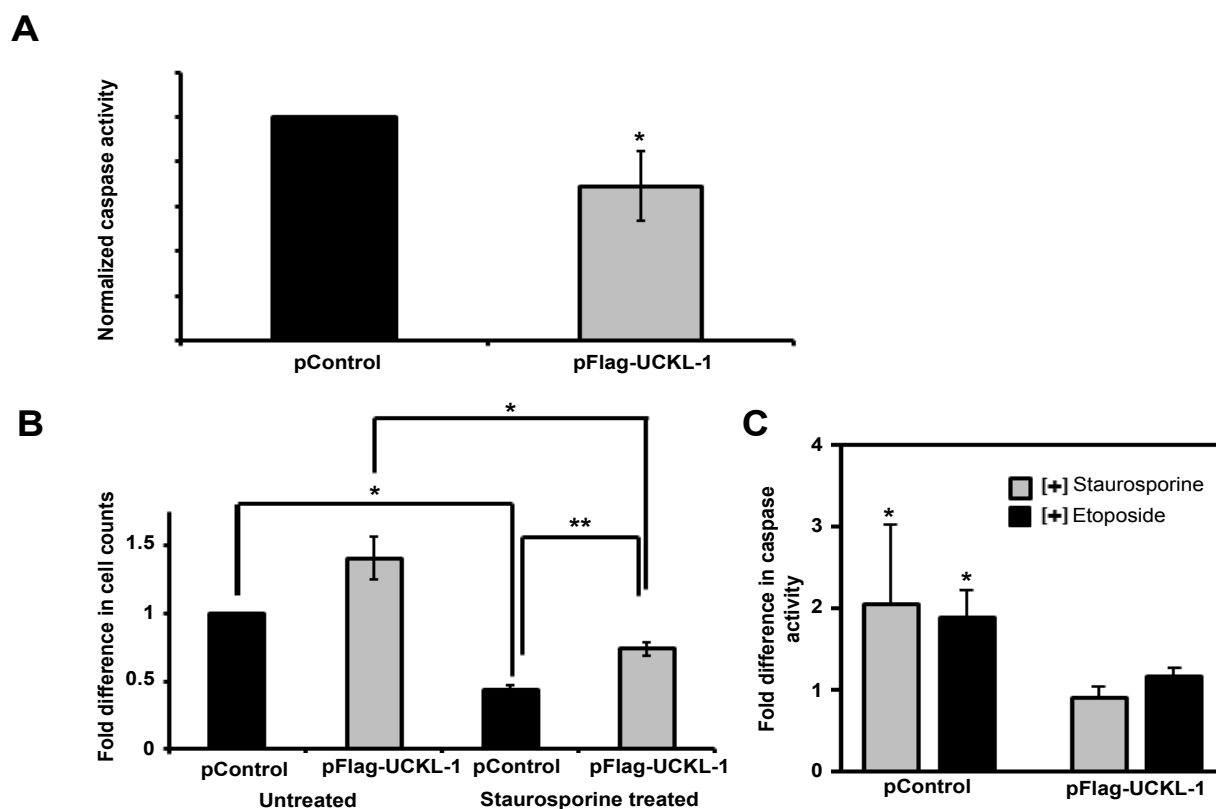 A
Normalized caspase activity
*
pControl
pFlag-UCKL-1
B
Fold difference in cell counts
1.5
1
0.5
0
*
*
**
pControl
pFlag-UCKL-1
pControl
pFlag-UCKL-1
Untreated
Staurosporine treated
C
Fold difference in caspase
activity
4
3
2
1
0
[+] Staurosporine
[+] Etoposide
*
*
pControl
pFlag-UCKL-1